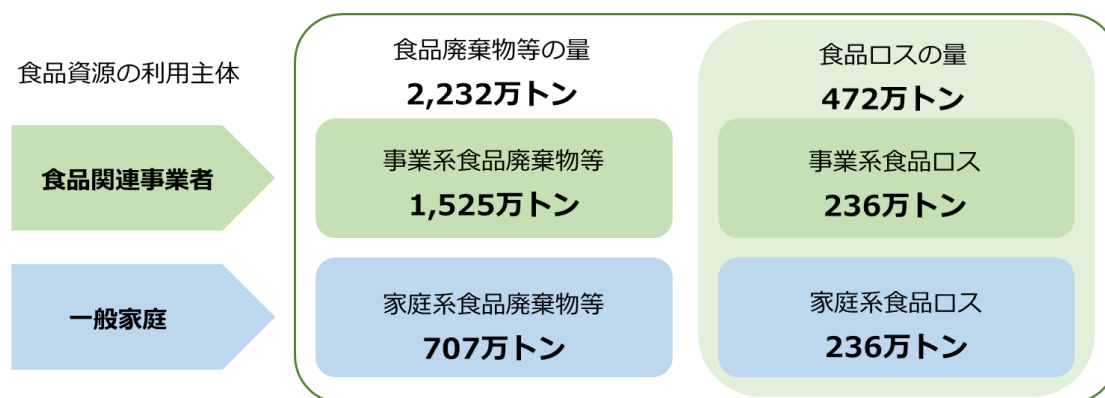 食品資源の利用主体
食品廃棄物等の量
2,232万トン
食品ロスの量
472万トン
食品関連事業者
事業系食品廃棄物等
1,525万トン
事業系食品ロス
236万トン
一般家庭
家庭系食品廃棄物等
707万トン
家庭系食品ロス
236万トン